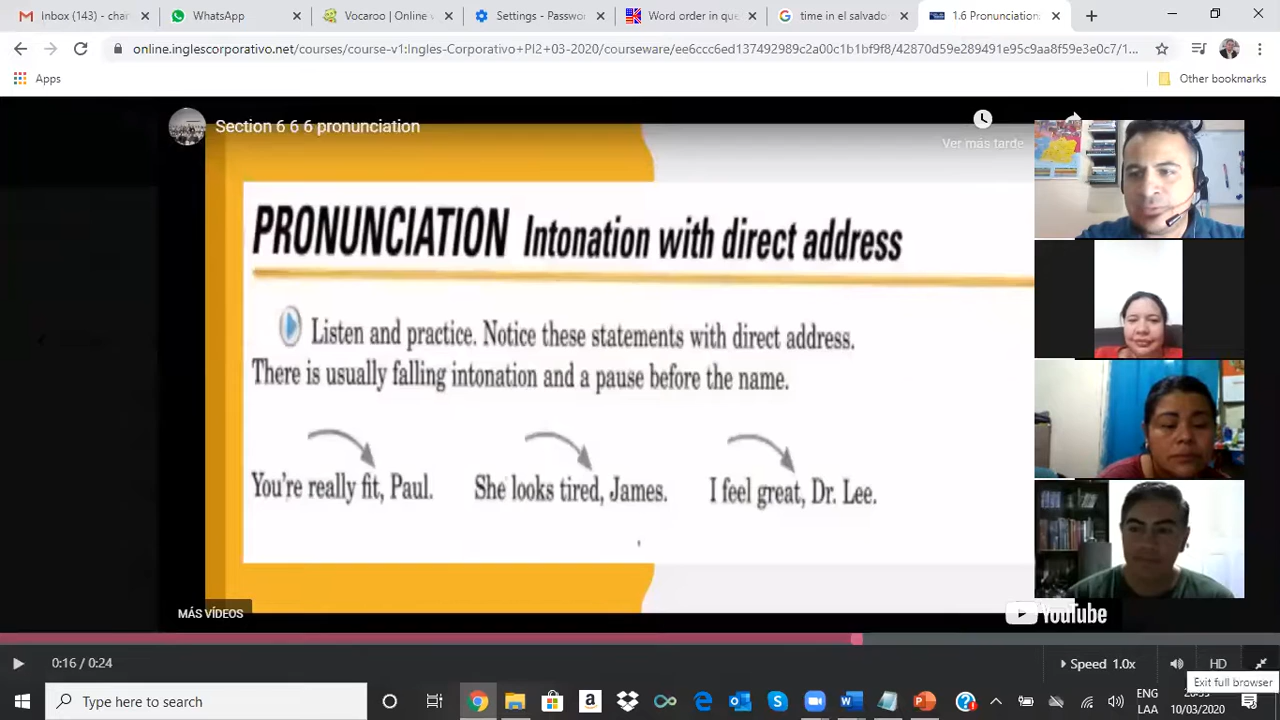 Inbox (143) - char
WhatsApp
Vocaroo | Online v
Settings - Passwor
Word order in que
time in el salvador
1.6 Pronunciation:
online.inglescorporativo.net/courses/course-v1:Ingles-Corporativo+PI2+03-2020/courseware/ee6ccc6ed137492989c2a00c1b1bf9f8/42870d59e289491e95c9aa8f59e3e0c7/1...
Apps
Other bookmarks
Section 6 6 6 pronunciation
Ver más tarde
PRONUNCIATION Intonation with direct address
Listen and practice. Notice these statements with direct address.
There is usually falling intonation and a pause before the name.
You're really fit, Paul. She looks tired, James. I feel great, Dr. Lee.
MÁS VÍDEOS
YouTube
0:16 / 0:24
Speed 1.0x
HD
Exit full browser
Type here to search
ENG
LAA
10/03/2020